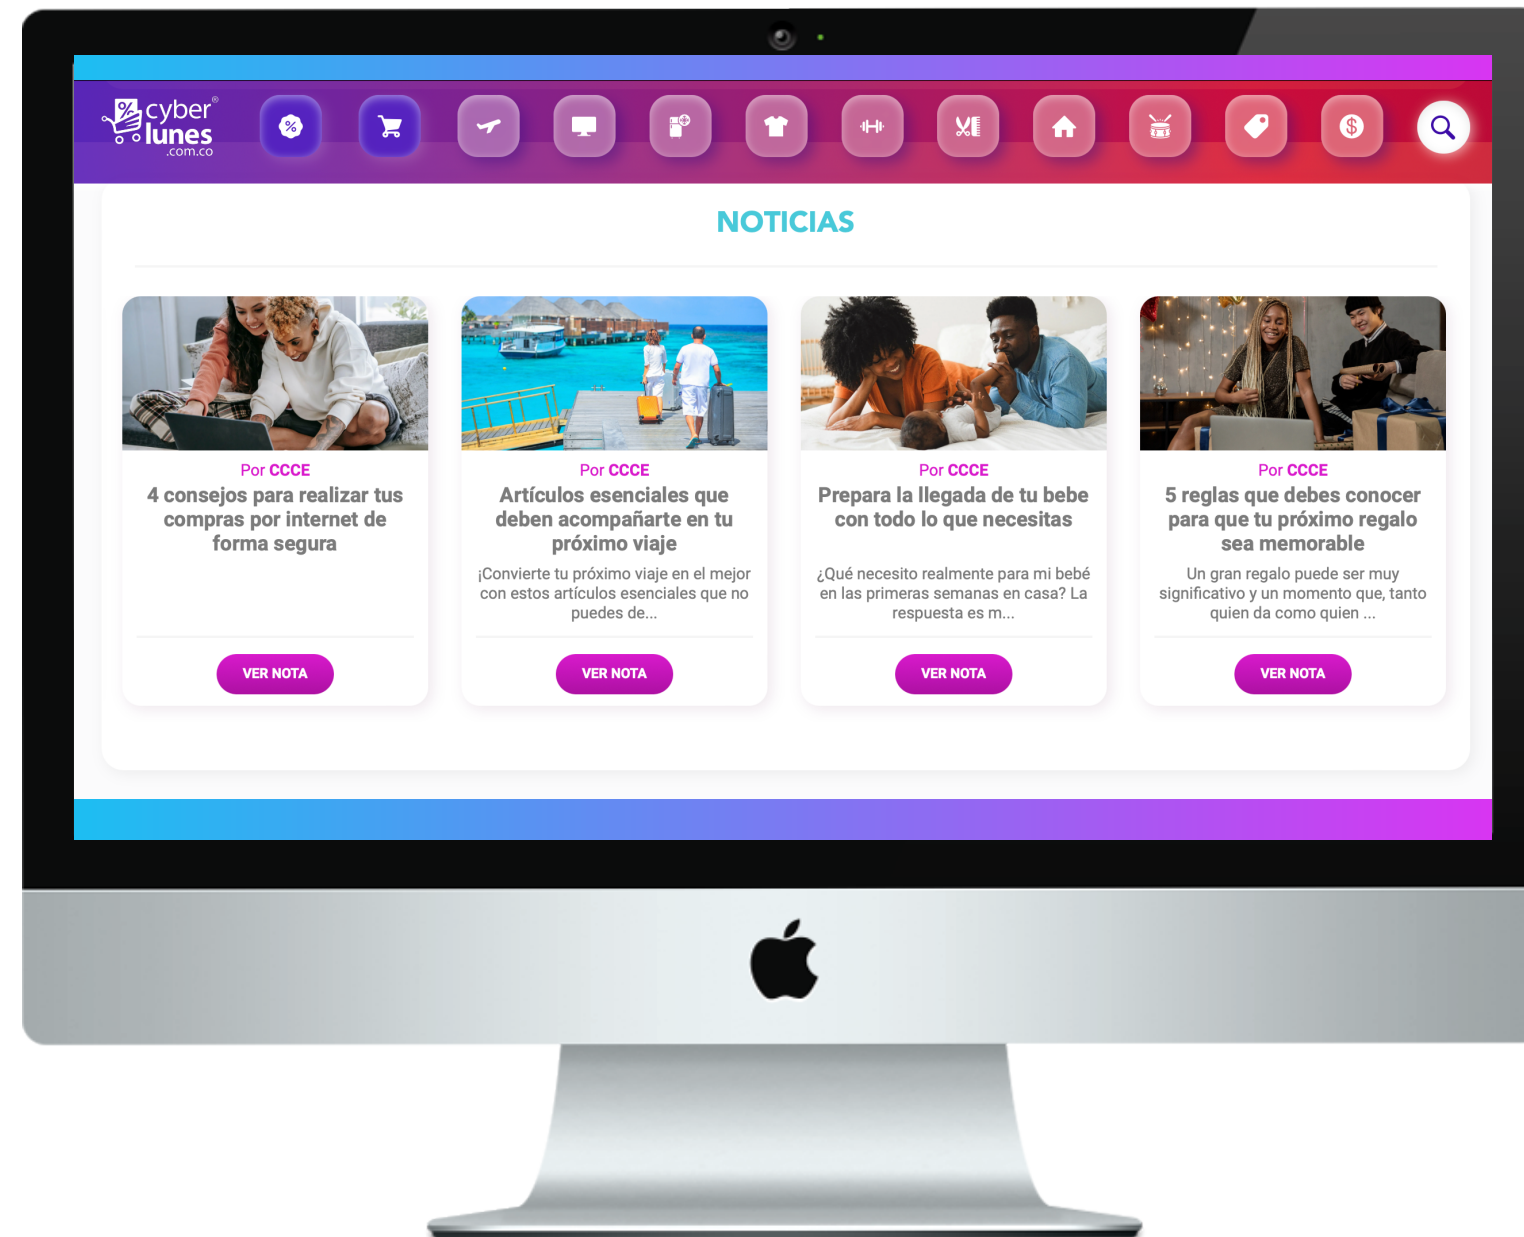 cyber®
lunes
.com.co
NOTICIAS
Por CCCE
4 consejos para realizar tus
compras por internet de
forma segura
VER NOTA
Por CCCE
Artículos esenciales que
deben acompañarte en tu
próximo viaje
¡Convierte tu próximo viaje en el mejor
con estos artículos esenciales que no
puedes de...
VER NOTA
Por CCCE
Prepara la llegada de tu bebe
con todo lo que necesitas
¿Qué necesito realmente para mi bebé
en las primeras semanas en casa? La
respuesta es m...
VER NOTA
Por CCCE
5 reglas que debes conocer
para que tu próximo regalo
sea memorable
Un gran regalo puede ser muy
significativo y un momento que, tanto
quien da como quien ...
VER NOTA